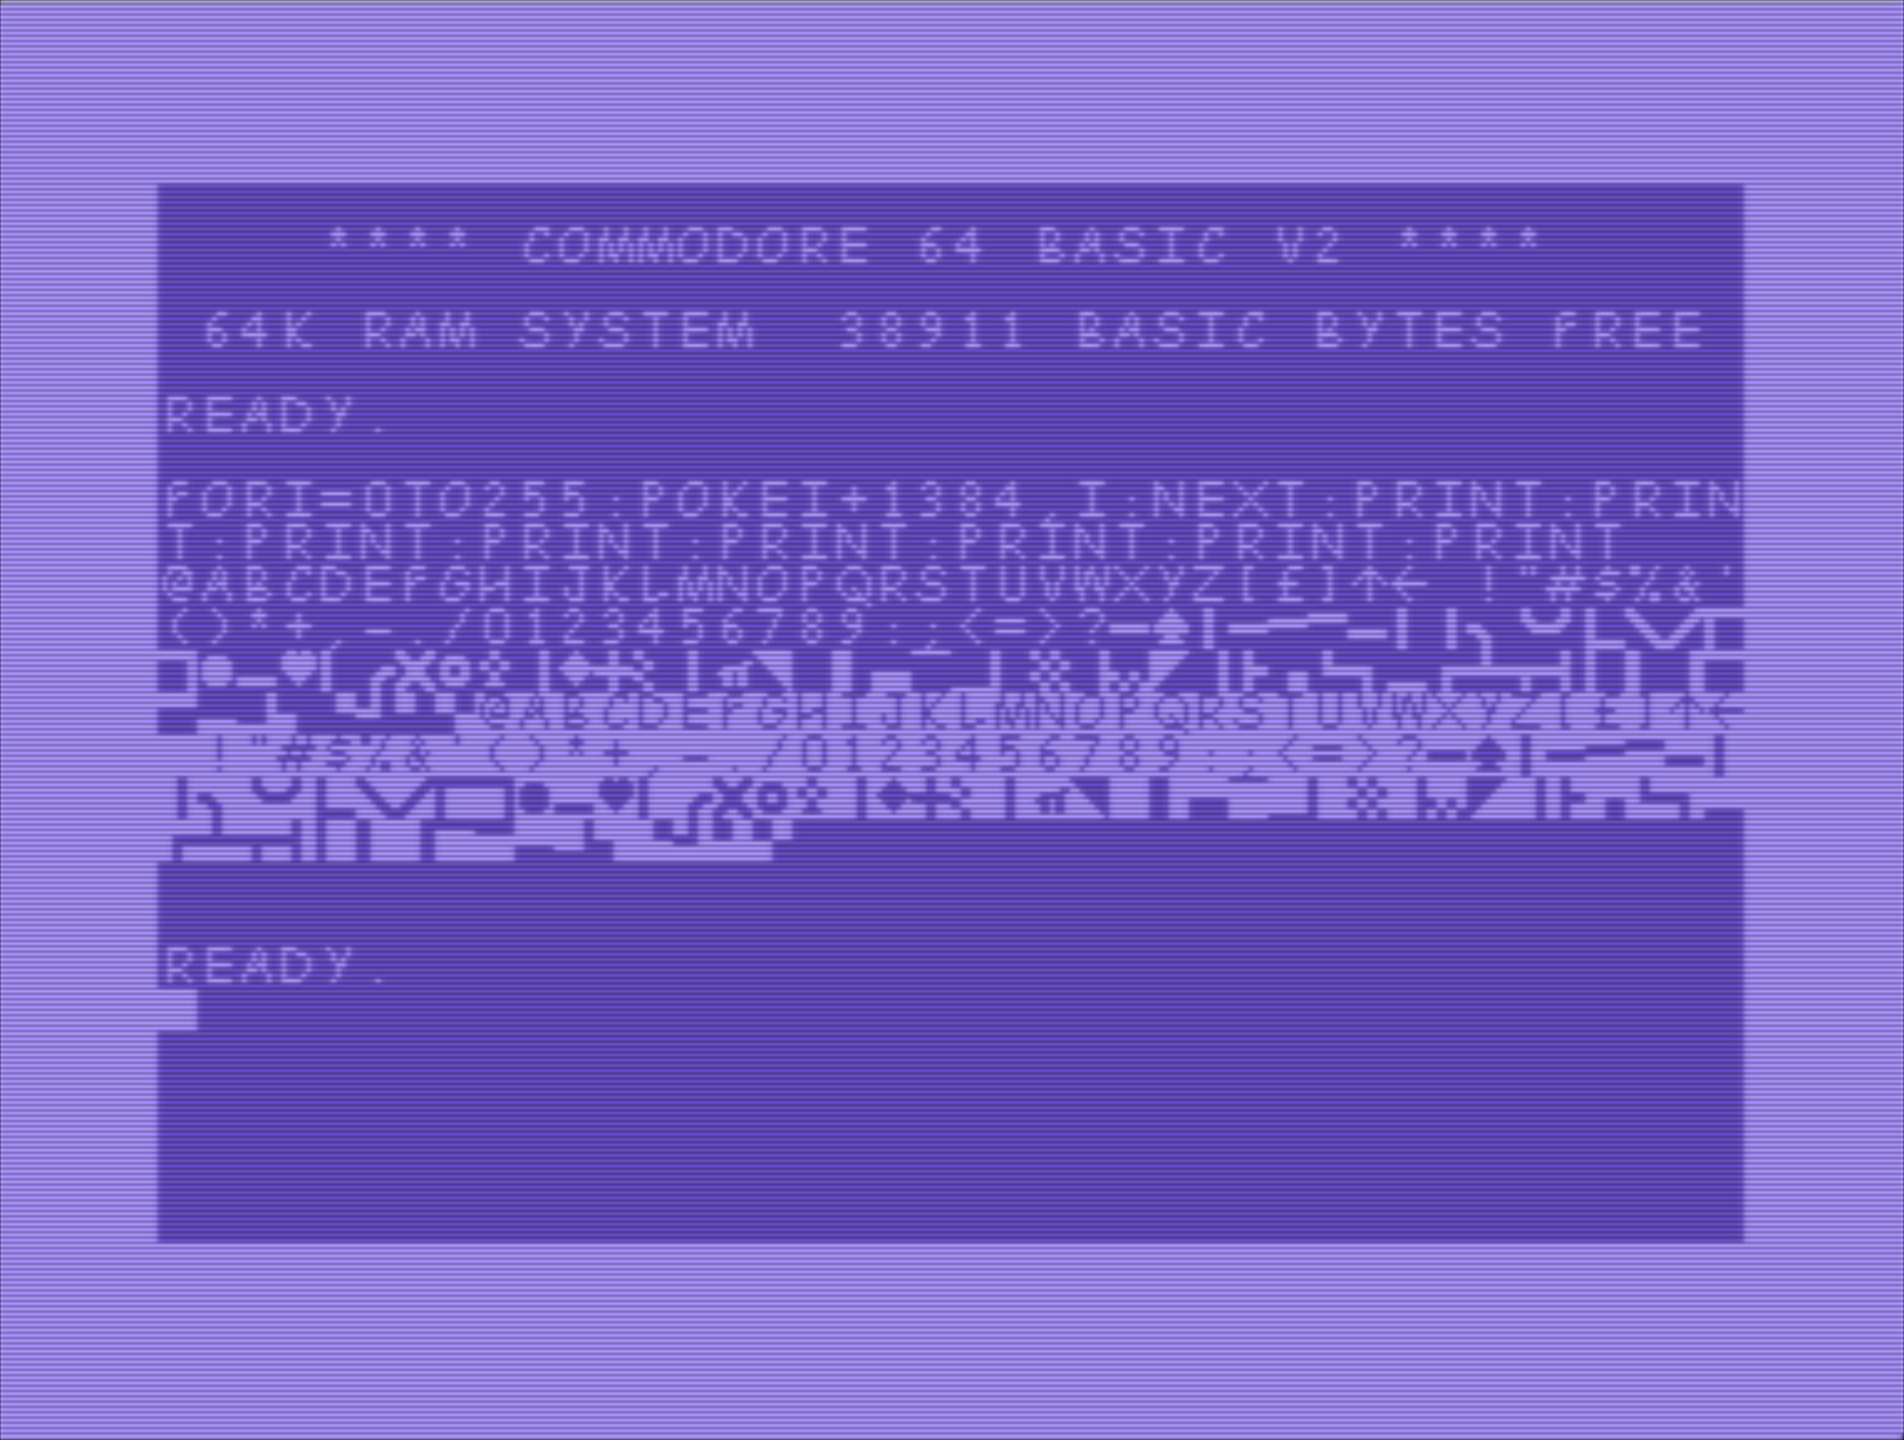 **** COMMODORE 64 BASIC V2 ****
64K RAM SYSTEM  38911 BASIC BYTES FREE
READY.
FORI=0TO255:POKEI+1384,I:NEXT:PRINT:PRIN
T:PRINT:PRINT:PRINT:PRINT:PRINT:PRINT
@ABCDEFGHIJKLMNOPQRSTUVWXYZ[£]↑← !"#$%&'
()*+,-./0123456789:;<=>?
@ABCDEFGHIJKLMNOPQRSTUVWXYZ[£]↑←
!"#$%&'()*+,-./0123456789:;<=>?
READY.